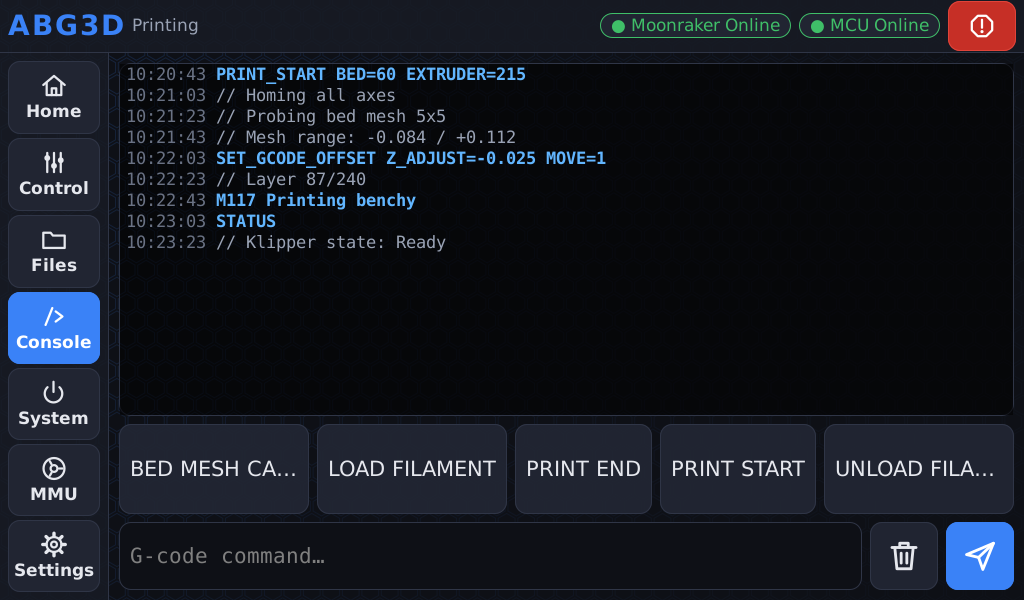 ABG3D Printing Moonraker Online MCU Online
Home
Control
Files
Console
System
MMU
Settings
10:20:43 PRINT_START BED=60 EXTRUDER=215
10:21:03 // Homing all axes
10:21:23 // Probing bed mesh 5x5
10:21:43 // Mesh range: -0.084 / +0.112
10:22:03 SET_GCODE_OFFSET Z_ADJUST=-0.025 MOVE=1
10:22:23 // Layer 87/240
10:22:43 M117 Printing benchy
10:23:03 STATUS
10:23:23 // Klipper state: Ready
BED MESH CA... LOAD FILAMENT PRINT END PRINT START UNLOAD FILA...
G-code command…